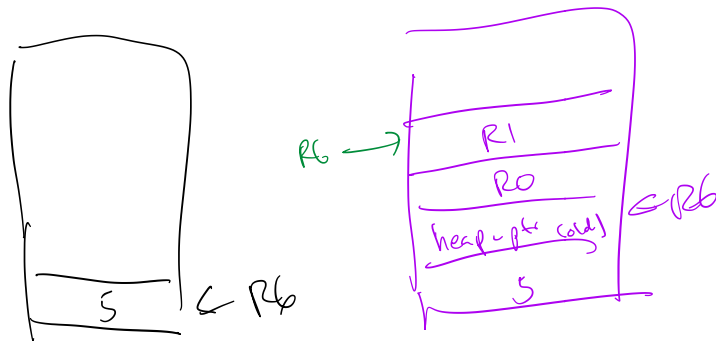 5
← R6
R6 →
R1
R0
heap-ptr (old)
← R6
5